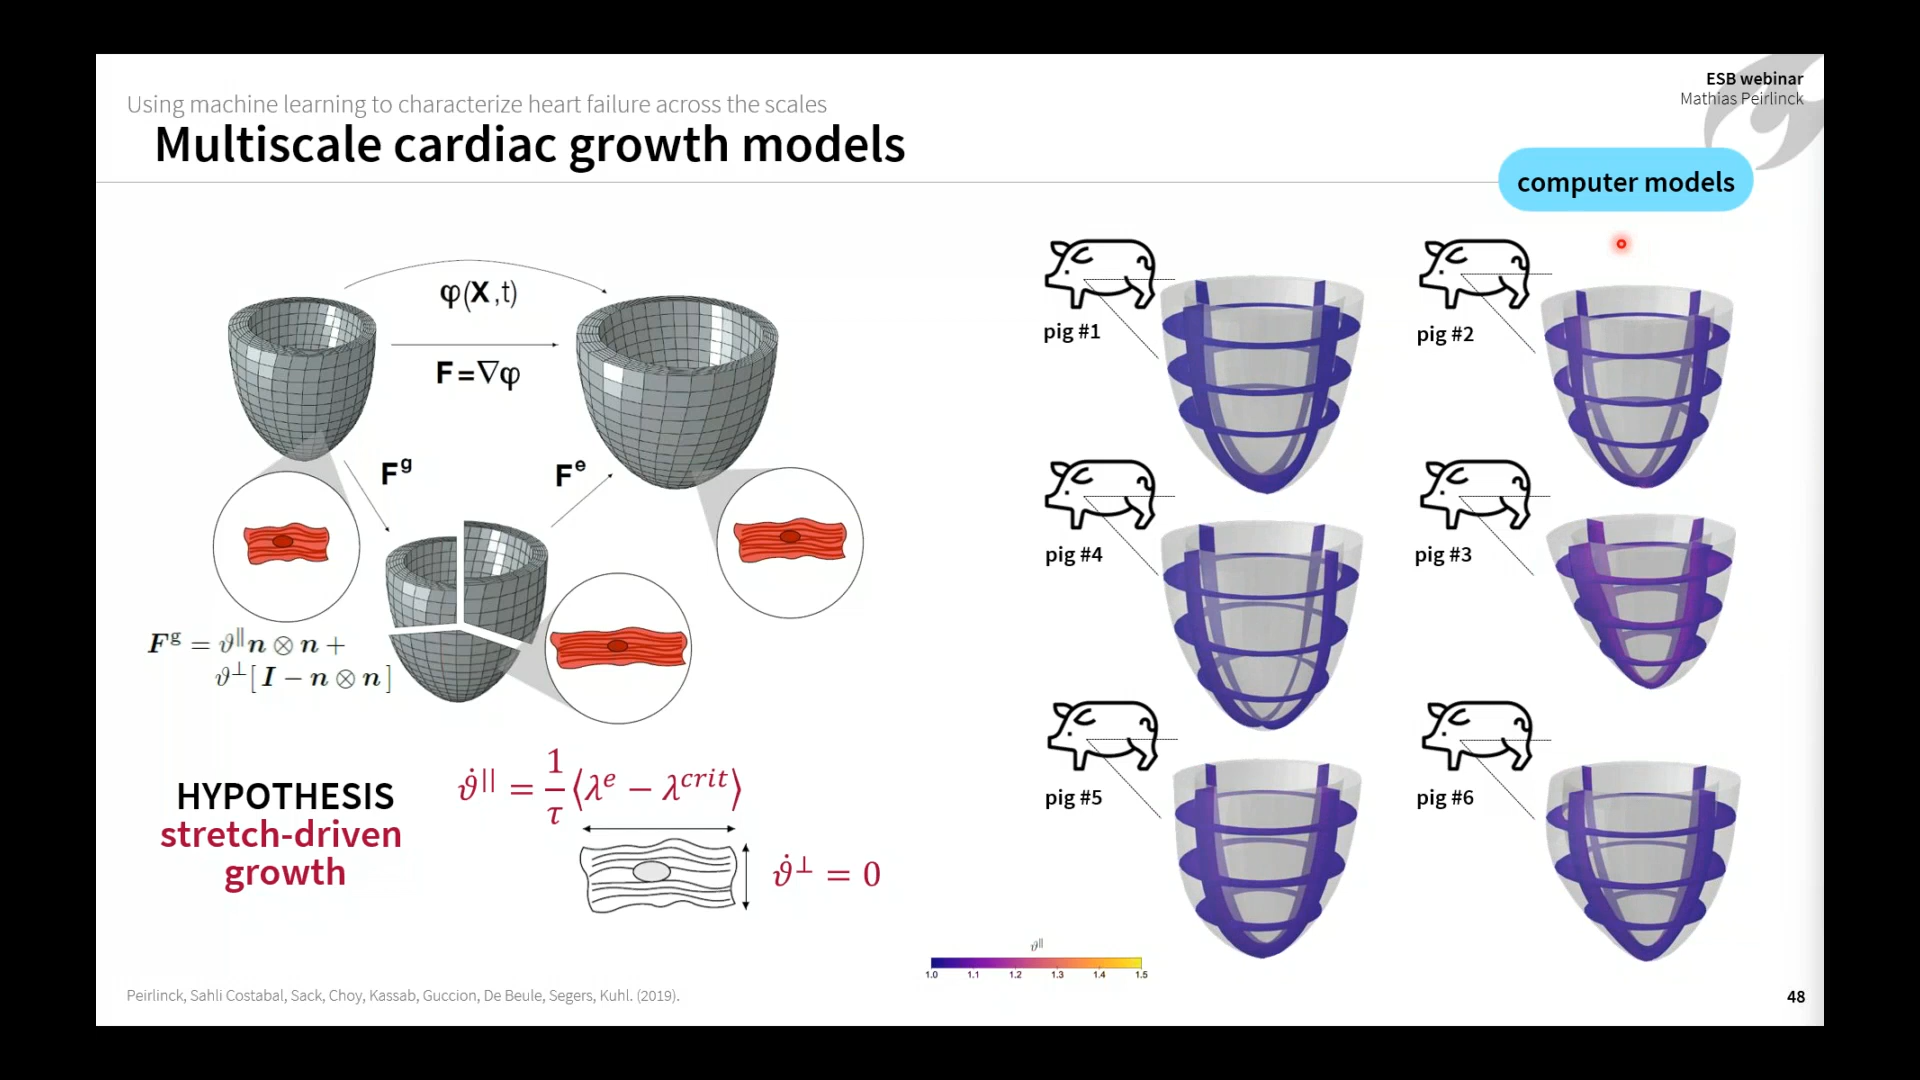 Using machine learning to characterize heart failure across the scales
Multiscale cardiac growth models
ESB webinar
Mathias Peirlinck
computer models
φ(X,t)
F=∇φ
Fᵍ
Fᵉ
𝑭ᵍ = ϑ∥𝒏 ⊗ 𝒏 +
ϑ⊥[𝑰 − 𝒏 ⊗ 𝒏]
HYPOTHESIS
stretch-driven
growth
ϑ̇∥ = 1/τ ⟨λᵉ − λᶜʳⁱᵗ⟩
ϑ̇⊥ = 0
pig #1
pig #2
pig #4
pig #3
pig #5
pig #6
ϑ∥
1.0 1.1 1.2 1.3 1.4 1.5
Peirlinck, Sahli Costabal, Sack, Choy, Kassab, Guccion, De Beule, Segers, Kuhl. (2019).
48